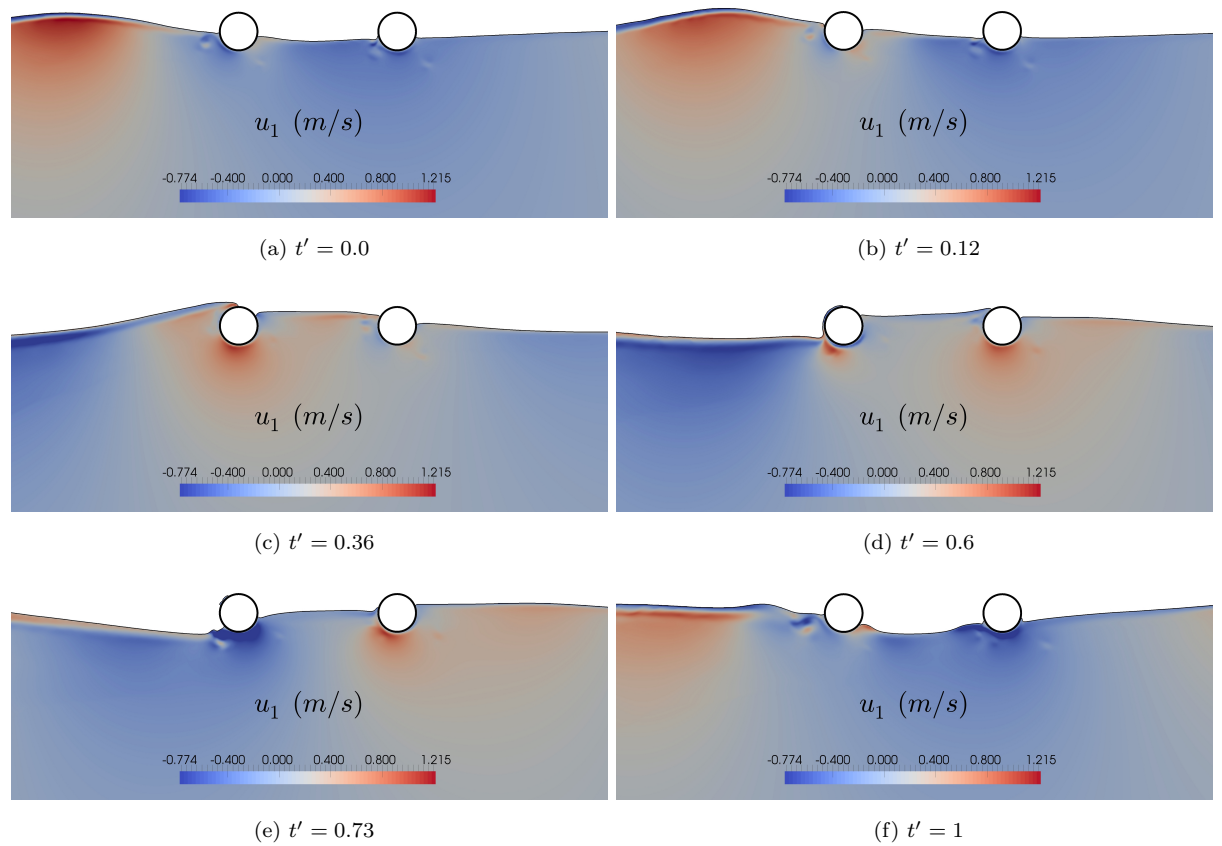 u₁ (m/s)
-0.774 -0.400 0.000 0.400 0.800 1.215
(a) t′ = 0.0
u₁ (m/s)
-0.774 -0.400 0.000 0.400 0.800 1.215
(b) t′ = 0.12
u₁ (m/s)
-0.774 -0.400 0.000 0.400 0.800 1.215
(c) t′ = 0.36
u₁ (m/s)
-0.774 -0.400 0.000 0.400 0.800 1.215
(d) t′ = 0.6
u₁ (m/s)
-0.774 -0.400 0.000 0.400 0.800 1.215
(e) t′ = 0.73
u₁ (m/s)
-0.774 -0.400 0.000 0.400 0.800 1.215
(f) t′ = 1